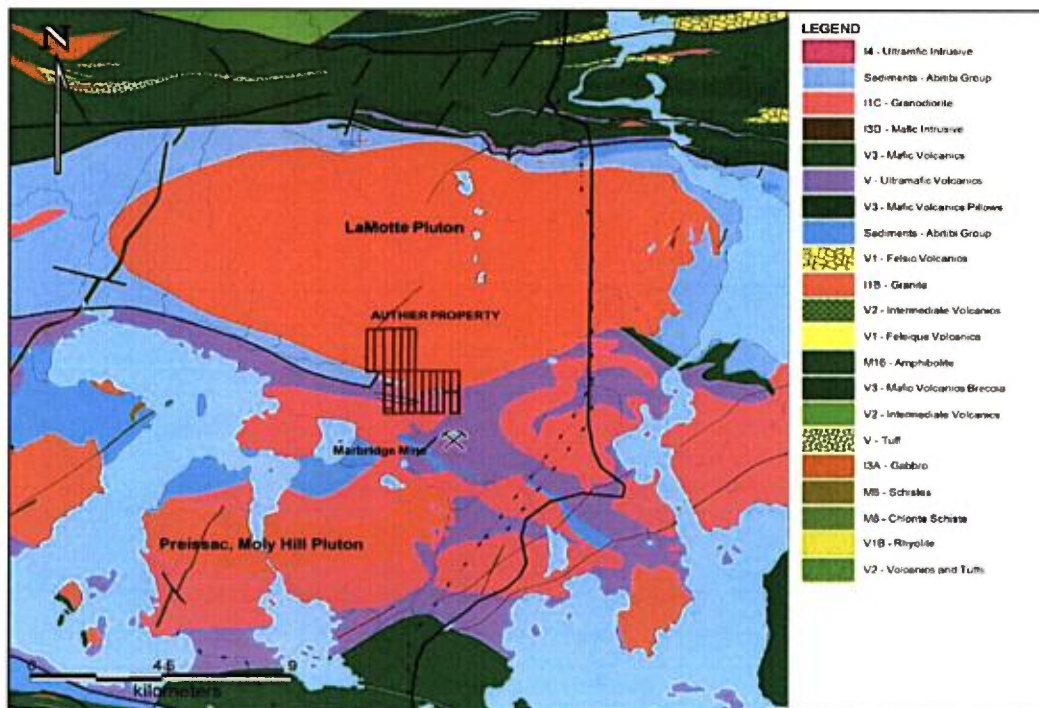 N
LaMotte Pluton
AUTHIER PROPERTY
Marbridge Mine
Preissac, Moly Hill Pluton
0 4.5 9
kilometers
LEGEND
I4 - Ultramfic Intrusive
Sediments - Abitibi Group
I1C - Granodiorite
I3D - Mafic Intrusive
V3 - Mafic Volcanics
V - Ultramafic Volcanics
V3 - Mafic Volcanics Pillows
Sediments - Abitibi Group
V1 - Felsic Volcanics
I1B - Granite
V2 - Intermediate Volcanics
V1 - Felsique Volcanics
M16 - Amphibolite
V3 - Mafic Volcanics Breccia
V2 - Intermediate Volcanics
V - Tuff
I3A - Gabbro
M8 - Schistes
M8 - Chlorite Schiste
V1B - Rhyolite
V2 - Volcanics and Tuffs